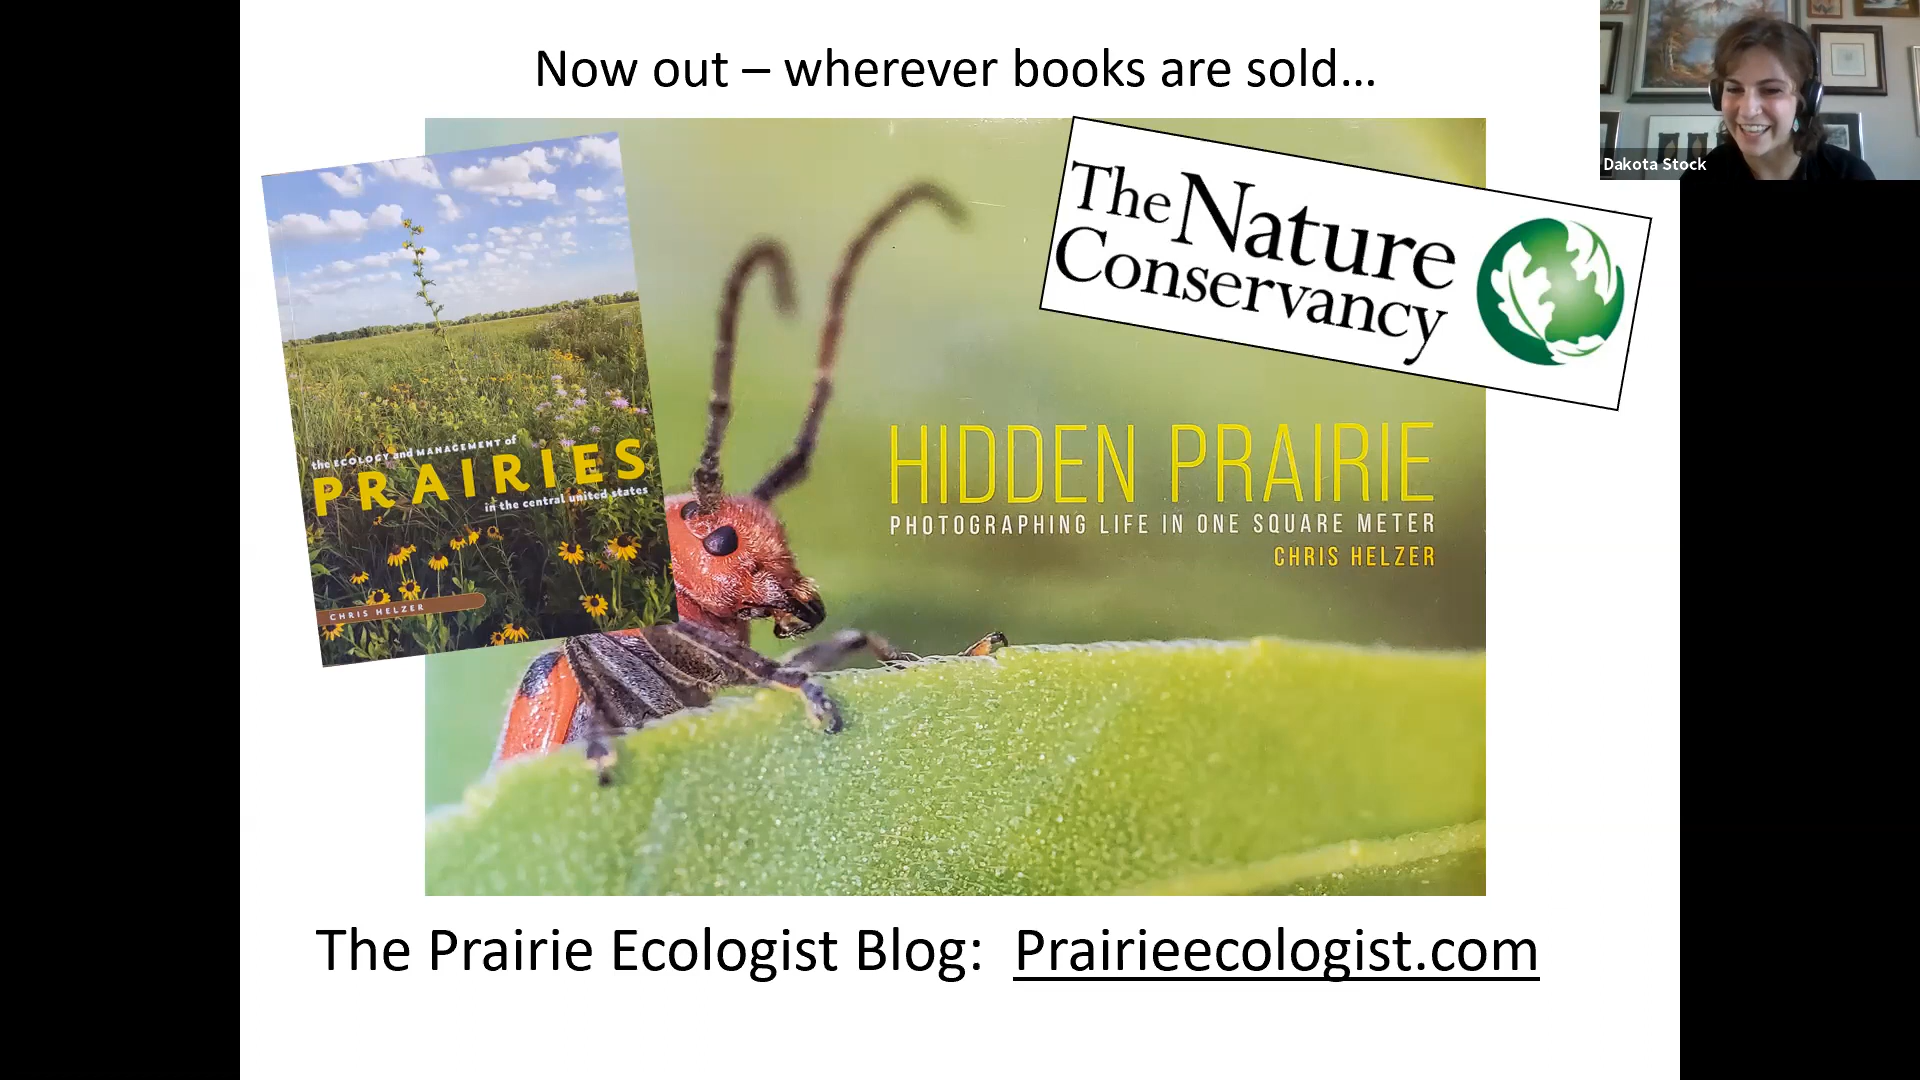 Now out – wherever books are sold...
Dakota Stock
The Nature
Conservancy
the ECOLOGY and MANAGEMENT of
PRAIRIES
in the central united states
CHRIS HELZER
HIDDEN PRAIRIE
PHOTOGRAPHING LIFE IN ONE SQUARE METER
CHRIS HELZER
The Prairie Ecologist Blog: Prairieecologist.com